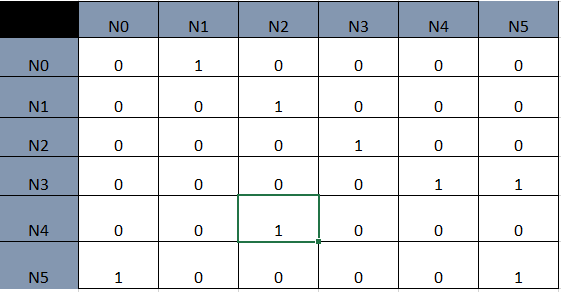 N0 N1 N2 N3 N4 N5
N0 0 1 0 0 0 0
N1 0 0 1 0 0 0
N2 0 0 0 1 0 0
N3 0 0 0 0 1 1
N4 0 0 1 0 0 0
N5 1 0 0 0 0 1